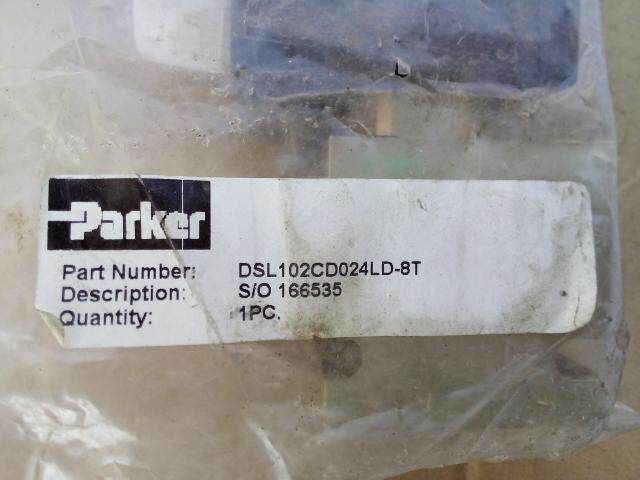 Parker
Part Number: DSL102CD024LD-8T
Description: S/O 166535
Quantity: 1PC.